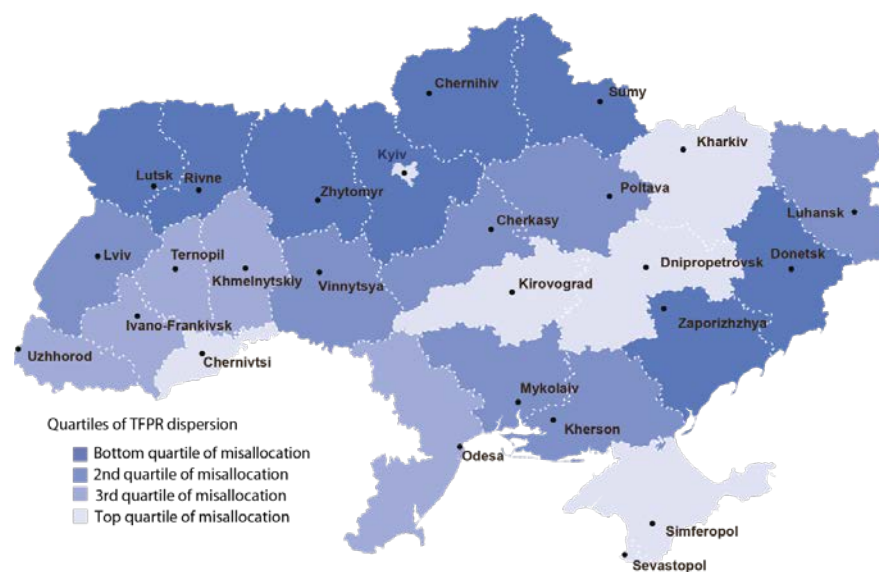 Chernihiv
Sumy
Kyiv
Kharkiv
Lutsk
Rivne
Zhytomyr
Poltava
Cherkasy
Luhansk
Lviv
Ternopil
Khmelnytskiy
Vinnytsya
Dnipropetrovsk
Donetsk
Kirovograd
Ivano-Frankivsk
Zaporizhzhya
Uzhhorod
Chernivtsi
Mykolaiv
Kherson
Odesa
Simferopol
Sevastopol
Quartiles of TFPR dispersion
Bottom quartile of misallocation
2nd quartile of misallocation
3rd quartile of misallocation
Top quartile of misallocation